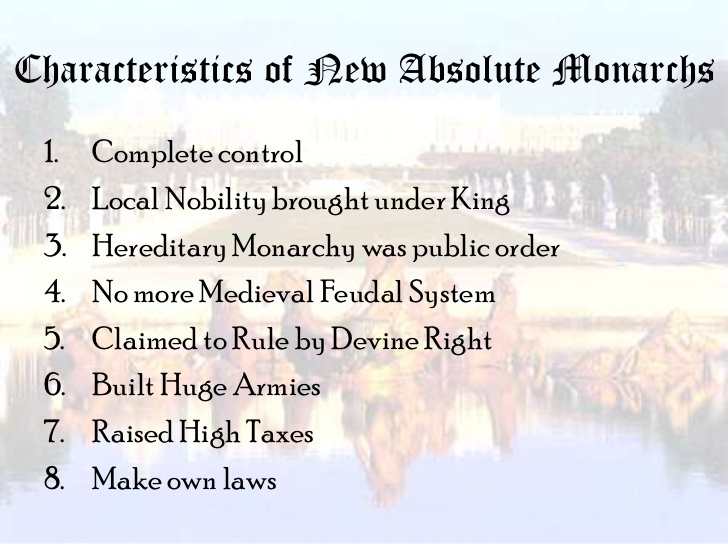 Characteristics of New Absolute Monarchs
1. Complete control
2. Local Nobility brought under King
3. Hereditary Monarchy was public order
4. No more Medieval Feudal System
5. Claimed to Rule by Devine Right
6. Built Huge Armies
7. Raised High Taxes
8. Make own laws